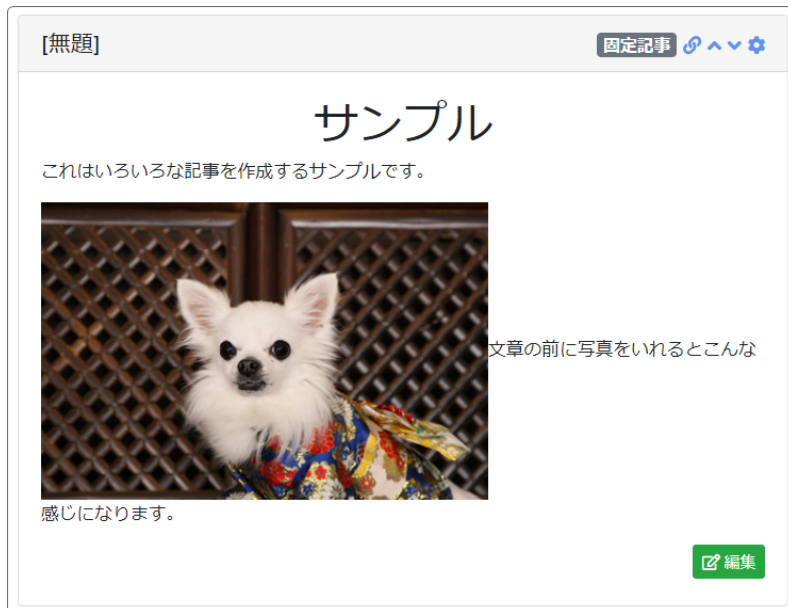 [無題]
固定記事
サンプル
これはいろいろな記事を作成するサンプルです。
文章の前に写真をいれるとこんな
感じになります。
編集